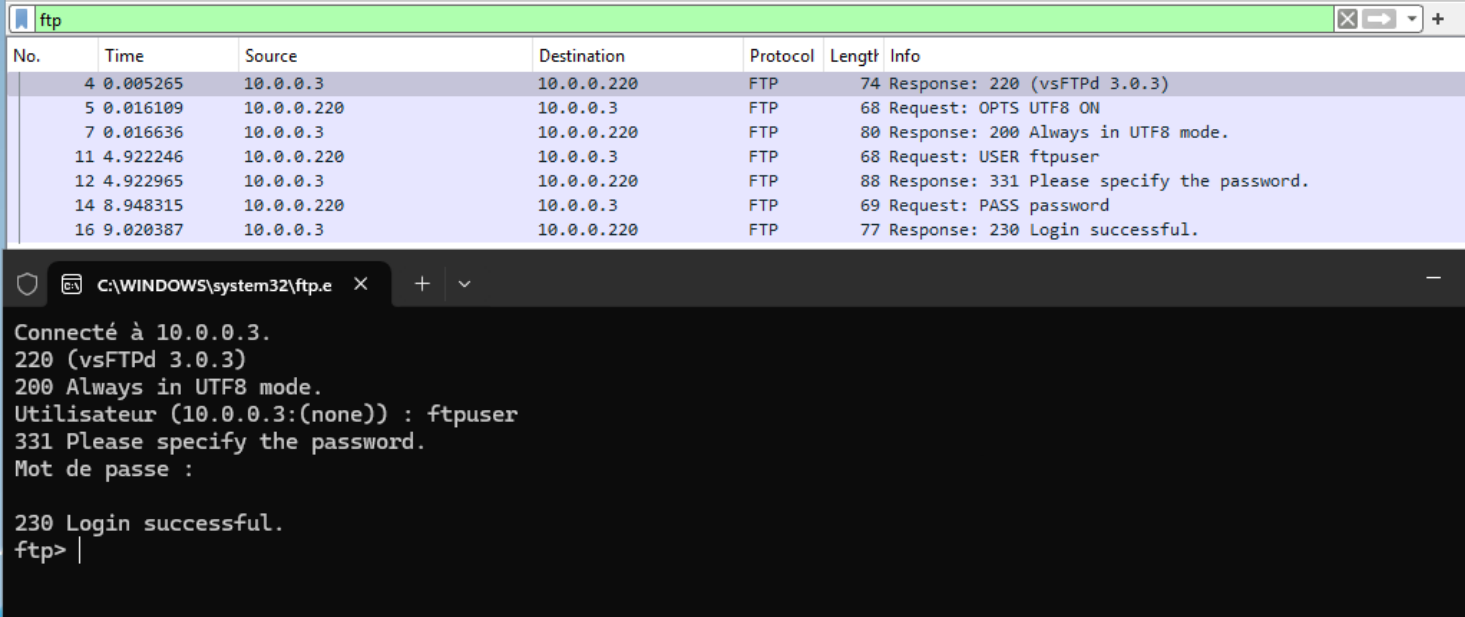 ftp
No. Time Source Destination Protocol Length Info
4 0.005265 10.0.0.3 10.0.0.220 FTP 74 Response: 220 (vsFTPd 3.0.3)
5 0.016109 10.0.0.220 10.0.0.3 FTP 68 Request: OPTS UTF8 ON
7 0.016636 10.0.0.3 10.0.0.220 FTP 80 Response: 200 Always in UTF8 mode.
11 4.922246 10.0.0.220 10.0.0.3 FTP 68 Request: USER ftpuser
12 4.922965 10.0.0.3 10.0.0.220 FTP 88 Response: 331 Please specify the password.
14 8.948315 10.0.0.220 10.0.0.3 FTP 69 Request: PASS password
16 9.020387 10.0.0.3 10.0.0.220 FTP 77 Response: 230 Login successful.
C:\WINDOWS\system32\ftp.e
Connecté à 10.0.0.3.
220 (vsFTPd 3.0.3)
200 Always in UTF8 mode.
Utilisateur (10.0.0.3:(none)) : ftpuser
331 Please specify the password.
Mot de passe :
230 Login successful.
ftp>